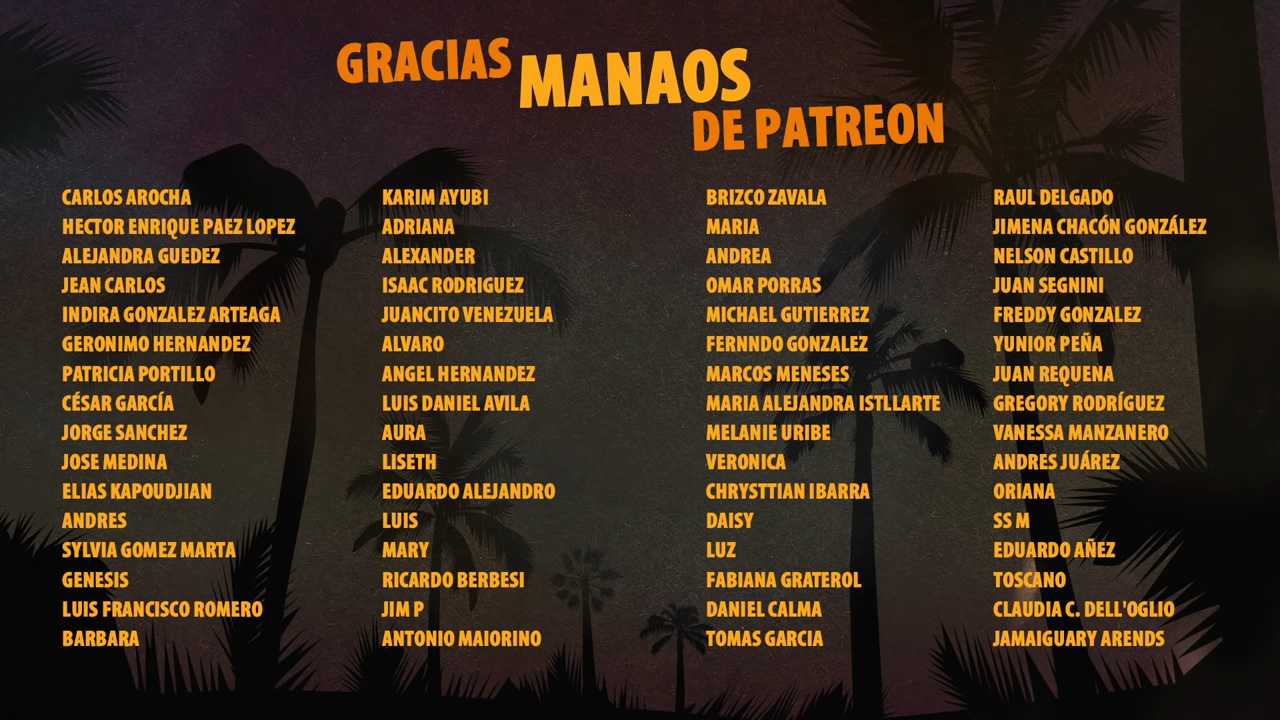 GRACIAS MANAOS
DE PATREON
CARLOS AROCHA
HECTOR ENRIQUE PAEZ LOPEZ
ALEJANDRA GUEDEZ
JEAN CARLOS
INDIRA GONZALEZ ARTEAGA
GERONIMO HERNANDEZ
PATRICIA PORTILLO
CÉSAR GARCÍA
JORGE SANCHEZ
JOSE MEDINA
ELIAS KAPOUDJIAN
ANDRES
SYLVIA GOMEZ MARTA
GENESIS
LUIS FRANCISCO ROMERO
BARBARA
KARIM AYUBI
ADRIANA
ALEXANDER
ISAAC RODRIGUEZ
JUANCITO VENEZUELA
ALVARO
ANGEL HERNANDEZ
LUIS DANIEL AVILA
AURA
LISETH
EDUARDO ALEJANDRO
LUIS
MARY
RICARDO BERBESI
JIM P
ANTONIO MAIORINO
BRIZCO ZAVALA
MARIA
ANDREA
OMAR PORRAS
MICHAEL GUTIERREZ
FERNNDO GONZALEZ
MARCOS MENESES
MARIA ALEJANDRA ISTLLARTE
MELANIE URIBE
VERONICA
CHRYSTTIAN IBARRA
DAISY
LUZ
FABIANA GRATEROL
DANIEL CALMA
TOMAS GARCIA
RAUL DELGADO
JIMENA CHACÓN GONZÁLEZ
NELSON CASTILLO
JUAN SEGNINI
FREDDY GONZALEZ
YUNIOR PEÑA
JUAN REQUENA
GREGORY RODRÍGUEZ
VANESSA MANZANERO
ANDRES JUÁREZ
ORIANA
SS M
EDUARDO AÑEZ
TOSCANO
CLAUDIA C. DELL'OGLIO
JAMAIGUARY ARENDS